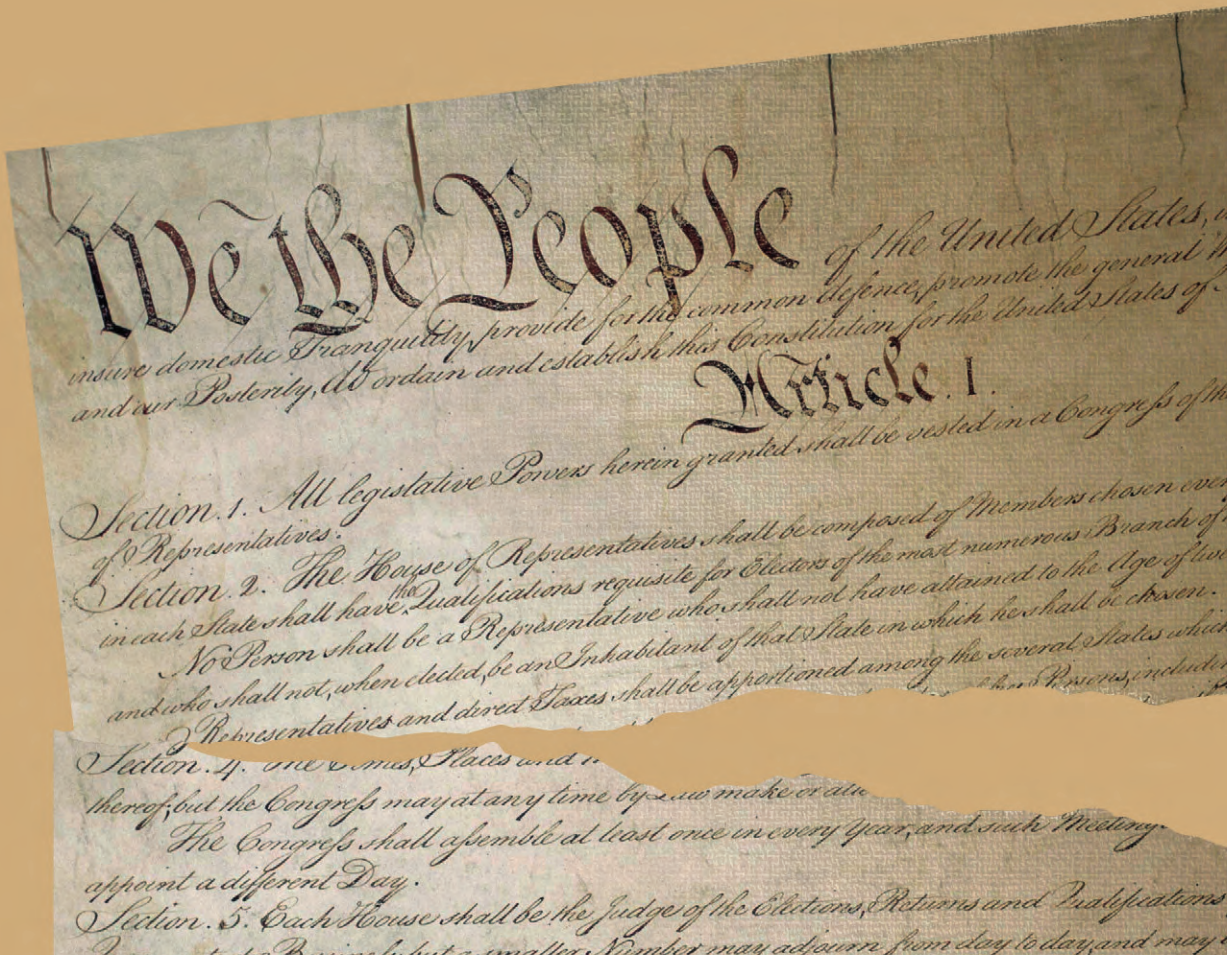 We the People of the United States,
insure domestic Tranquility, provide for the common defence, promote the general
and our Posterity, do ordain and establish this Constitution for the United States of
Article. I.
Section. 1. All legislative Powers herein granted shall be vested in a Congress of the
of Representatives.
Section. 2. The House of Representatives shall be composed of Members chosen every
in each State shall have the Qualifications requisite for Electors of the most numerous Branch of
No Person shall be a Representative who shall not have attained to the Age of
and who shall not, when elected, be an Inhabitant of that State in which he shall be chosen.
Representatives and direct Taxes shall be apportioned among the several States which
Persons, includin
Section. 4. The Times, Places and
thereof; but the Congress may at any time by Law make or
The Congress shall assemble at least once in every Year, and such Meeting
appoint a different Day.
Section. 5. Each House shall be the Judge of the Elections, Returns and Qualifications
a smaller Number may adjourn from day to day, and may